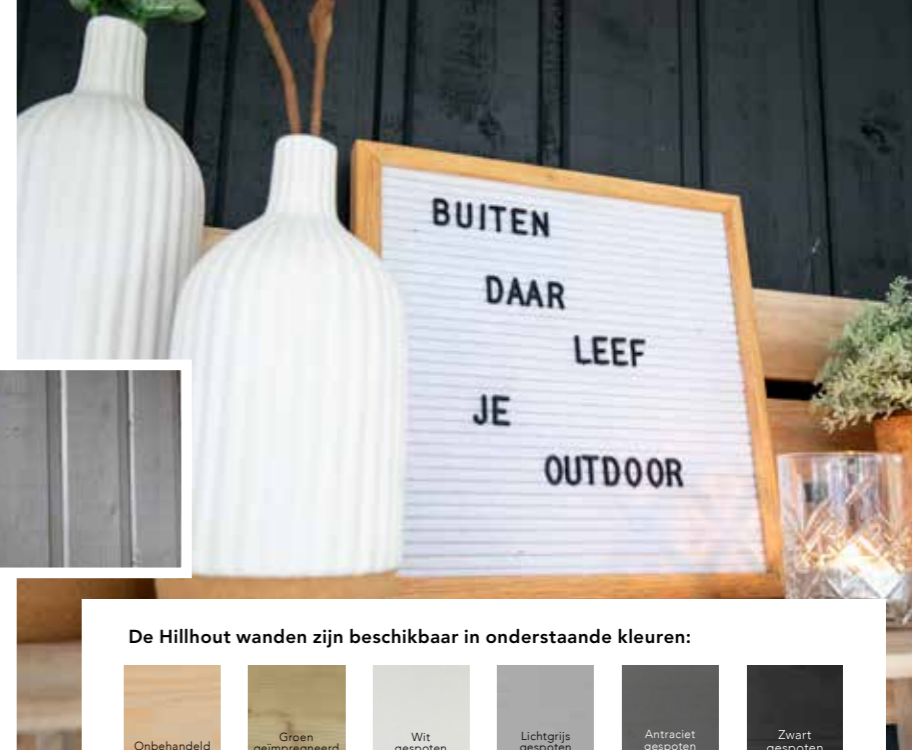 BUITEN
DAAR
LEEF
JE
OUTDOOR
De Hillhout wanden zijn beschikbaar in onderstaande kleuren:
Onbehandeld
Groen
geïmpregneerd
Wit
gespoten
Lichtgrijs
gespoten
Antraciet
gespoten
Zwart
gespoten